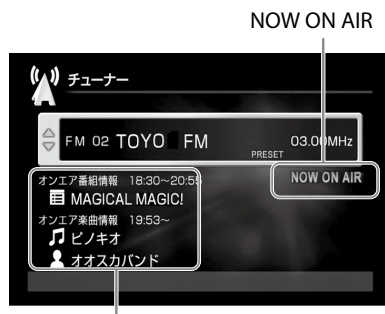 NOW ON AIR
チューナー
FM 02 TOYO FM 03.00MHz
PRESET
NOW ON AIR
オンエア番組情報 18:30～20:55
MAGICAL MAGIC!
オンエア楽曲情報 19:53～
ピノキオ
オオスカバンド